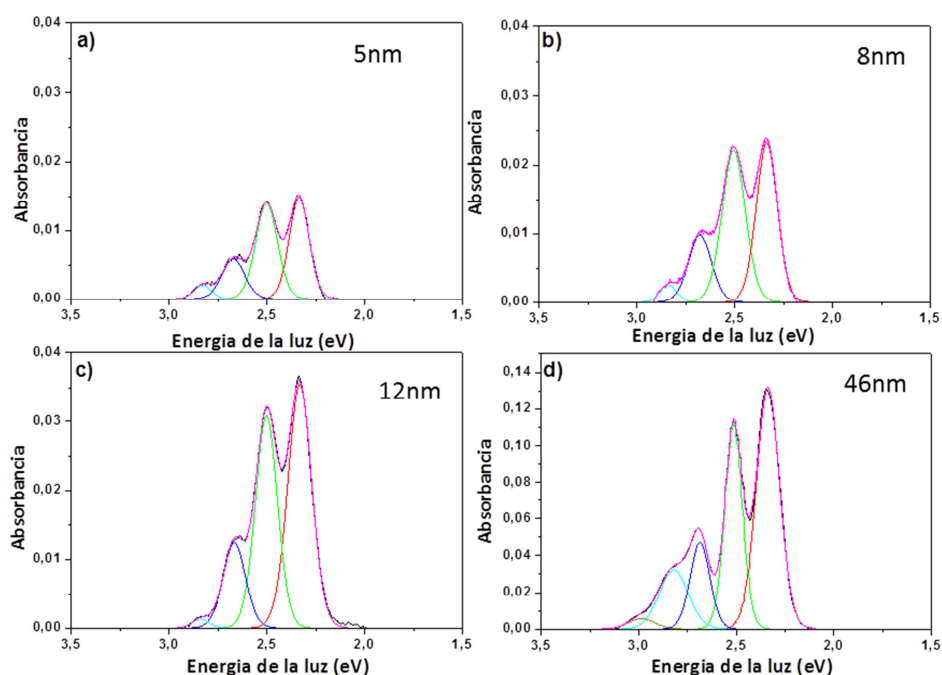 a)
5nm
Absorbancia
0,04
0,03
0,02
0,01
0,00
3,5 3,0 2,5 2,0 1,5
Energia de la luz (eV)
b)
8nm
Absorbancia
0,04
0,03
0,02
0,01
0,00
3,5 3,0 2,5 2,0 1,5
Energia de la luz (eV)
c)
12nm
Absorbancia
0,04
0,03
0,02
0,01
0,00
3,5 3,0 2,5 2,0 1,5
Energia de la luz (eV)
d)
46nm
Absorbancia
0,14
0,12
0,10
0,08
0,06
0,04
0,02
0,00
3,5 3,0 2,5 2,0 1,5
Energia de la luz (eV)